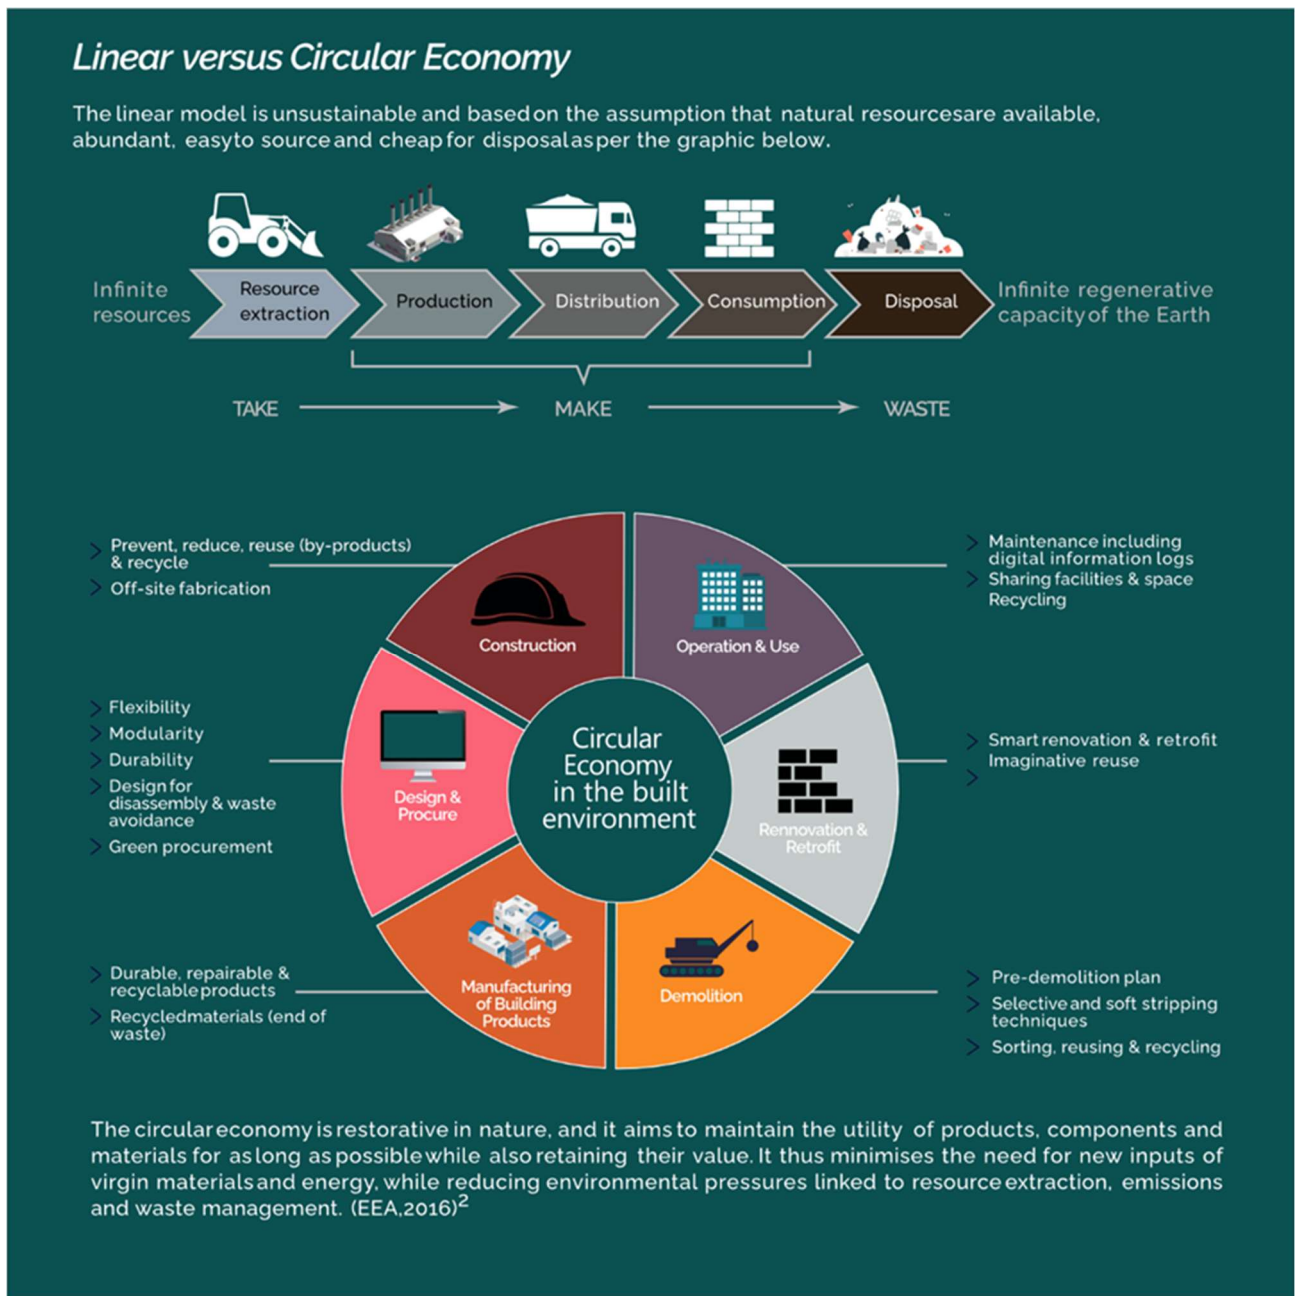 Linear versus Circular Economy
The linear model is unsustainable and based on the assumption that natural resourcesare available,
abundant, easyto source and cheap for disposalasper the graphic below.
Infinite
resources
Resource
extraction
Production
Distribution
Consumption
Disposal
Infinite regenerative
capacity of the Earth
TAKE
MAKE
WASTE
Prevent, reduce, reuse (by-products)
& recycle
Off-site fabrication
Construction
Operation & Use
Maintenance including
digital information logs
Sharing facilities & space
Recycling
Flexibility
Modularity
Durability
Design for
disassembly & waste
avoidance
Green procurement
Design &
Procure
Circular
Economy
in the built
environment
Rennovation &
Retrofit
Smart renovation & retrofit
Imaginative reuse
Durable, repairable &
recyclable products
Recycledmaterials (end of
waste)
Manufacturing
of Building
Products
Demolition
Pre-demolition plan
Selective and soft stripping
techniques
Sorting, reusing & recycling
The circular economy is restorative in nature, and it aims to maintain the utility of products, components and
materials for as long as possible while also retaining their value. It thus minimises the need for new inputs of
virgin materials and energy, while reducing environmental pressures linked to resource extraction, emissions
and waste management. (EEA,2016)2